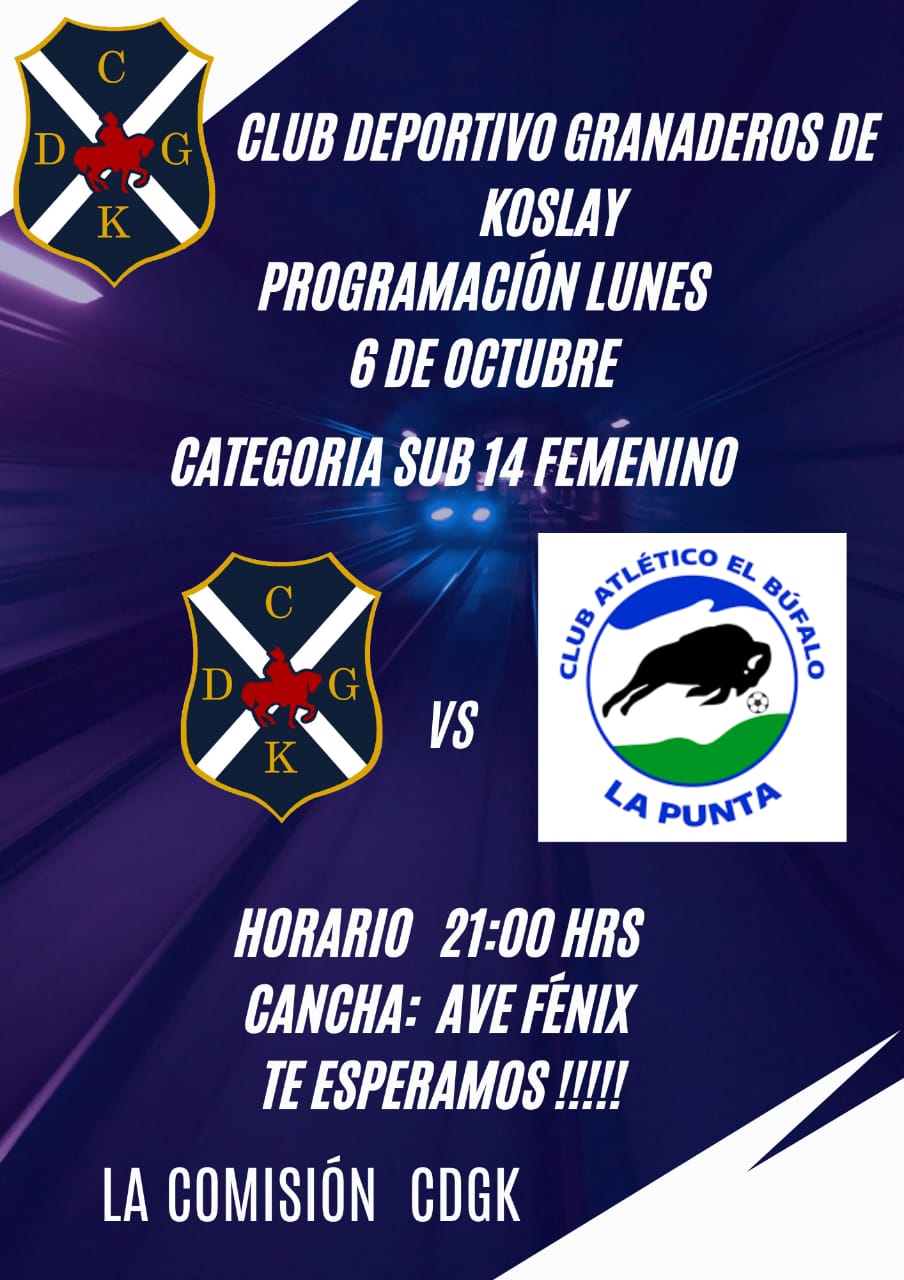 C
D G
K
CLUB DEPORTIVO GRANADEROS DE
KOSLAY
PROGRAMACIÓN LUNES
6 DE OCTUBRE
CATEGORIA SUB 14 FEMENINO
C
D G
K
VS
CLUB ATLÉTICO EL BÚFALO
LA PUNTA
HORARIO 21:00 HRS
CANCHA: AVE FÉNIX
TE ESPERAMOS !!!!!
LA COMISIÓN CDGK